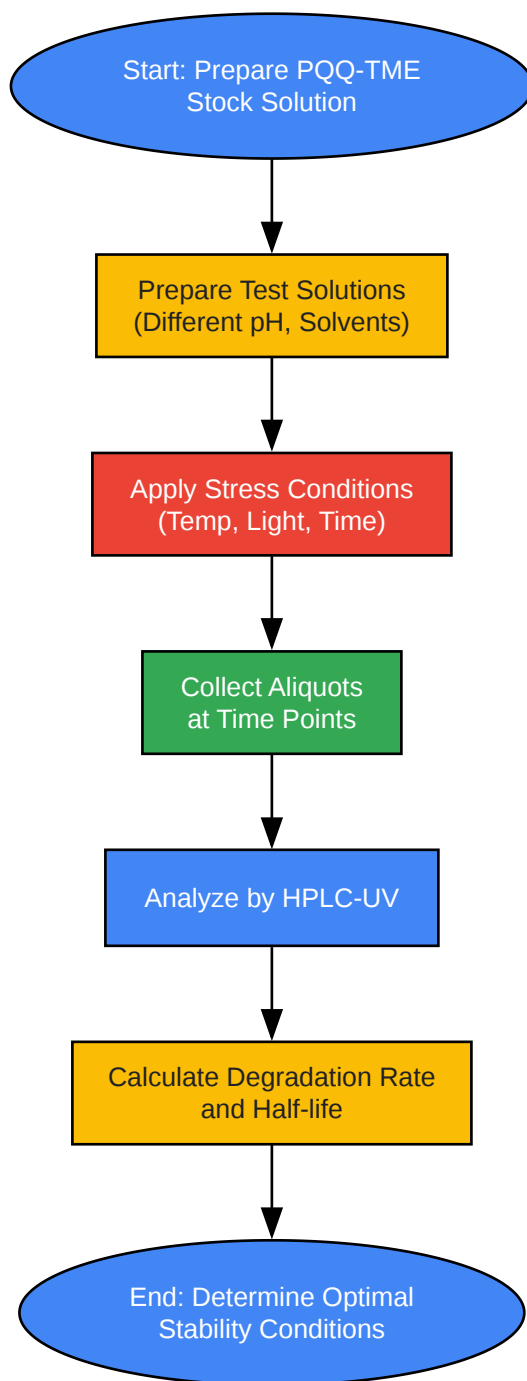 Start: Prepare PQQ-TME
Stock Solution
Prepare Test Solutions
(Different pH, Solvents)
Apply Stress Conditions
(Temp, Light, Time)
Collect Aliquots
at Time Points
Analyze by HPLC-UV
Calculate Degradation Rate
and Half-life
End: Determine Optimal
Stability Conditions